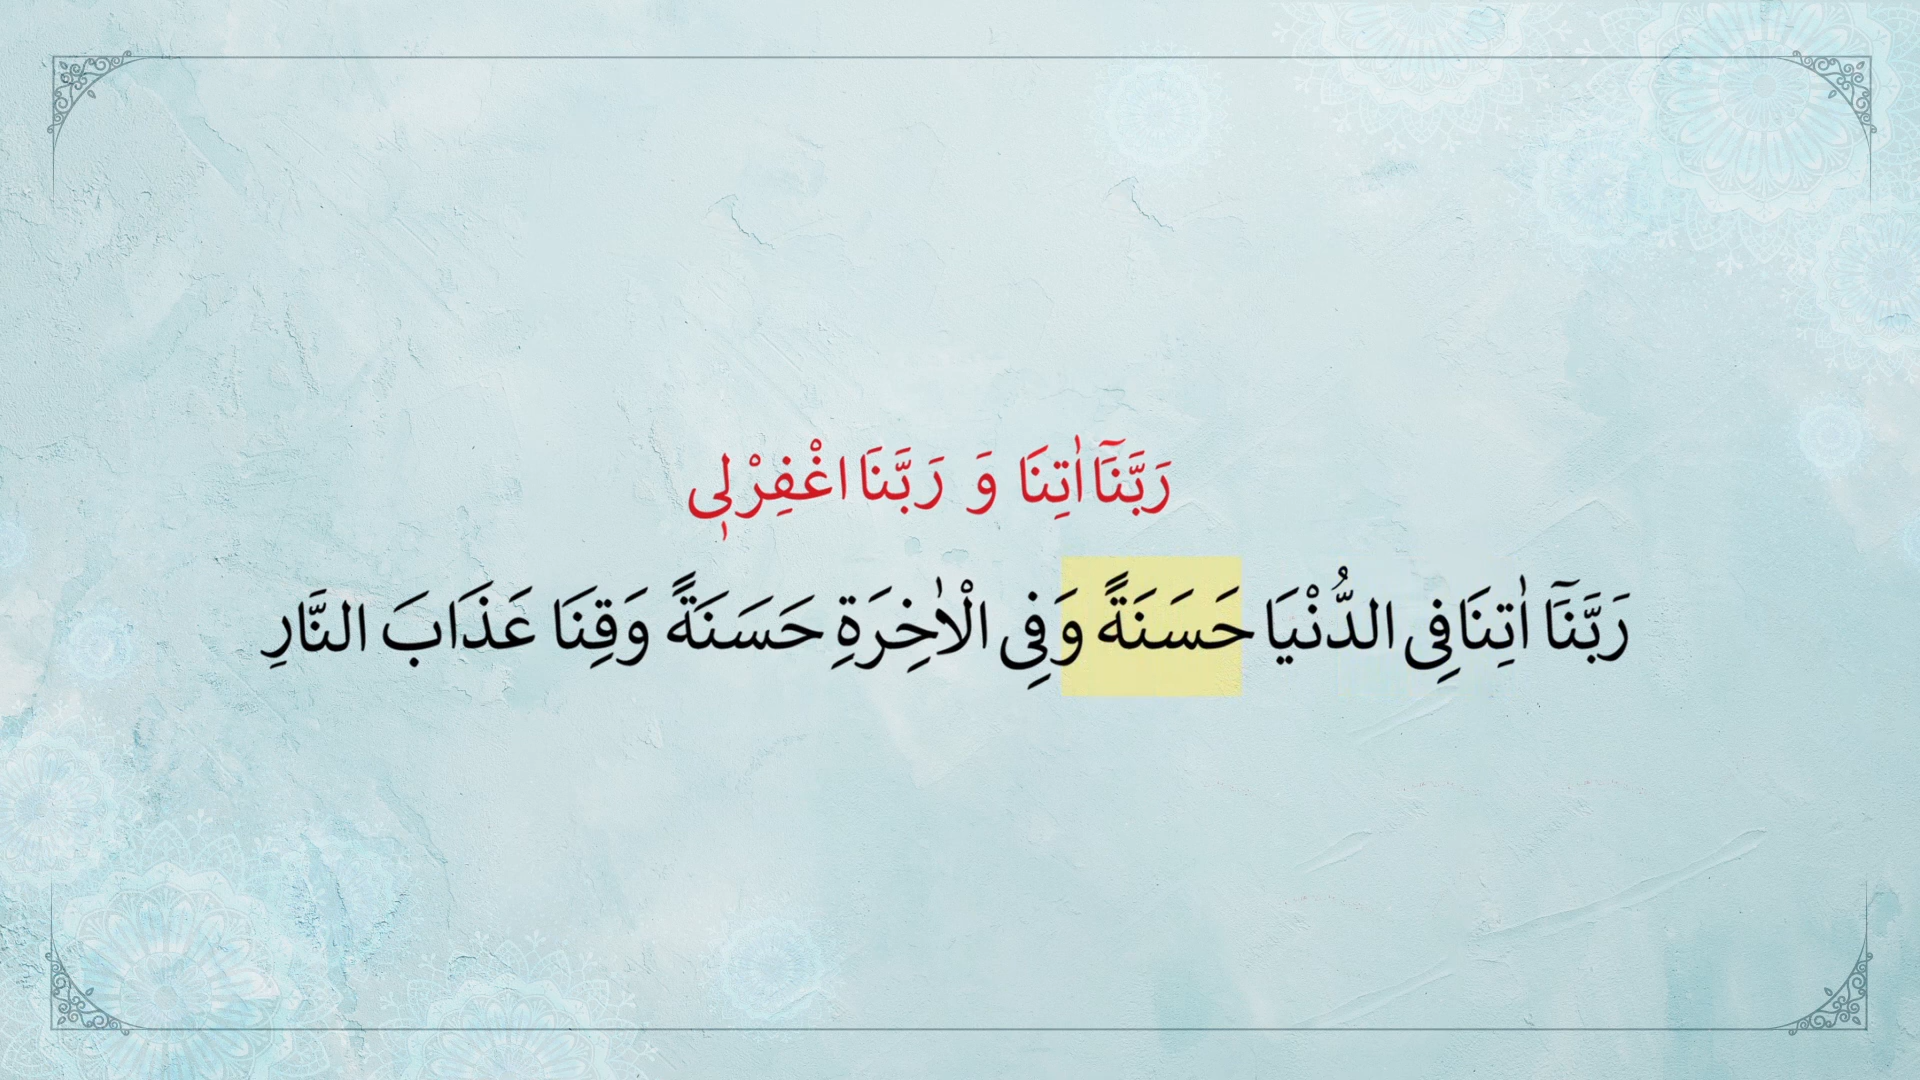 رَبَّنَٓا اٰتِنَا وَ رَبَّنَا اغْفِرْلٖى
رَبَّنَٓا اٰتِنَا فِى الدُّنْيَا حَسَنَةً وَفِى الْاٰخِرَةِ حَسَنَةً وَقِنَا عَذَابَ النَّارِ